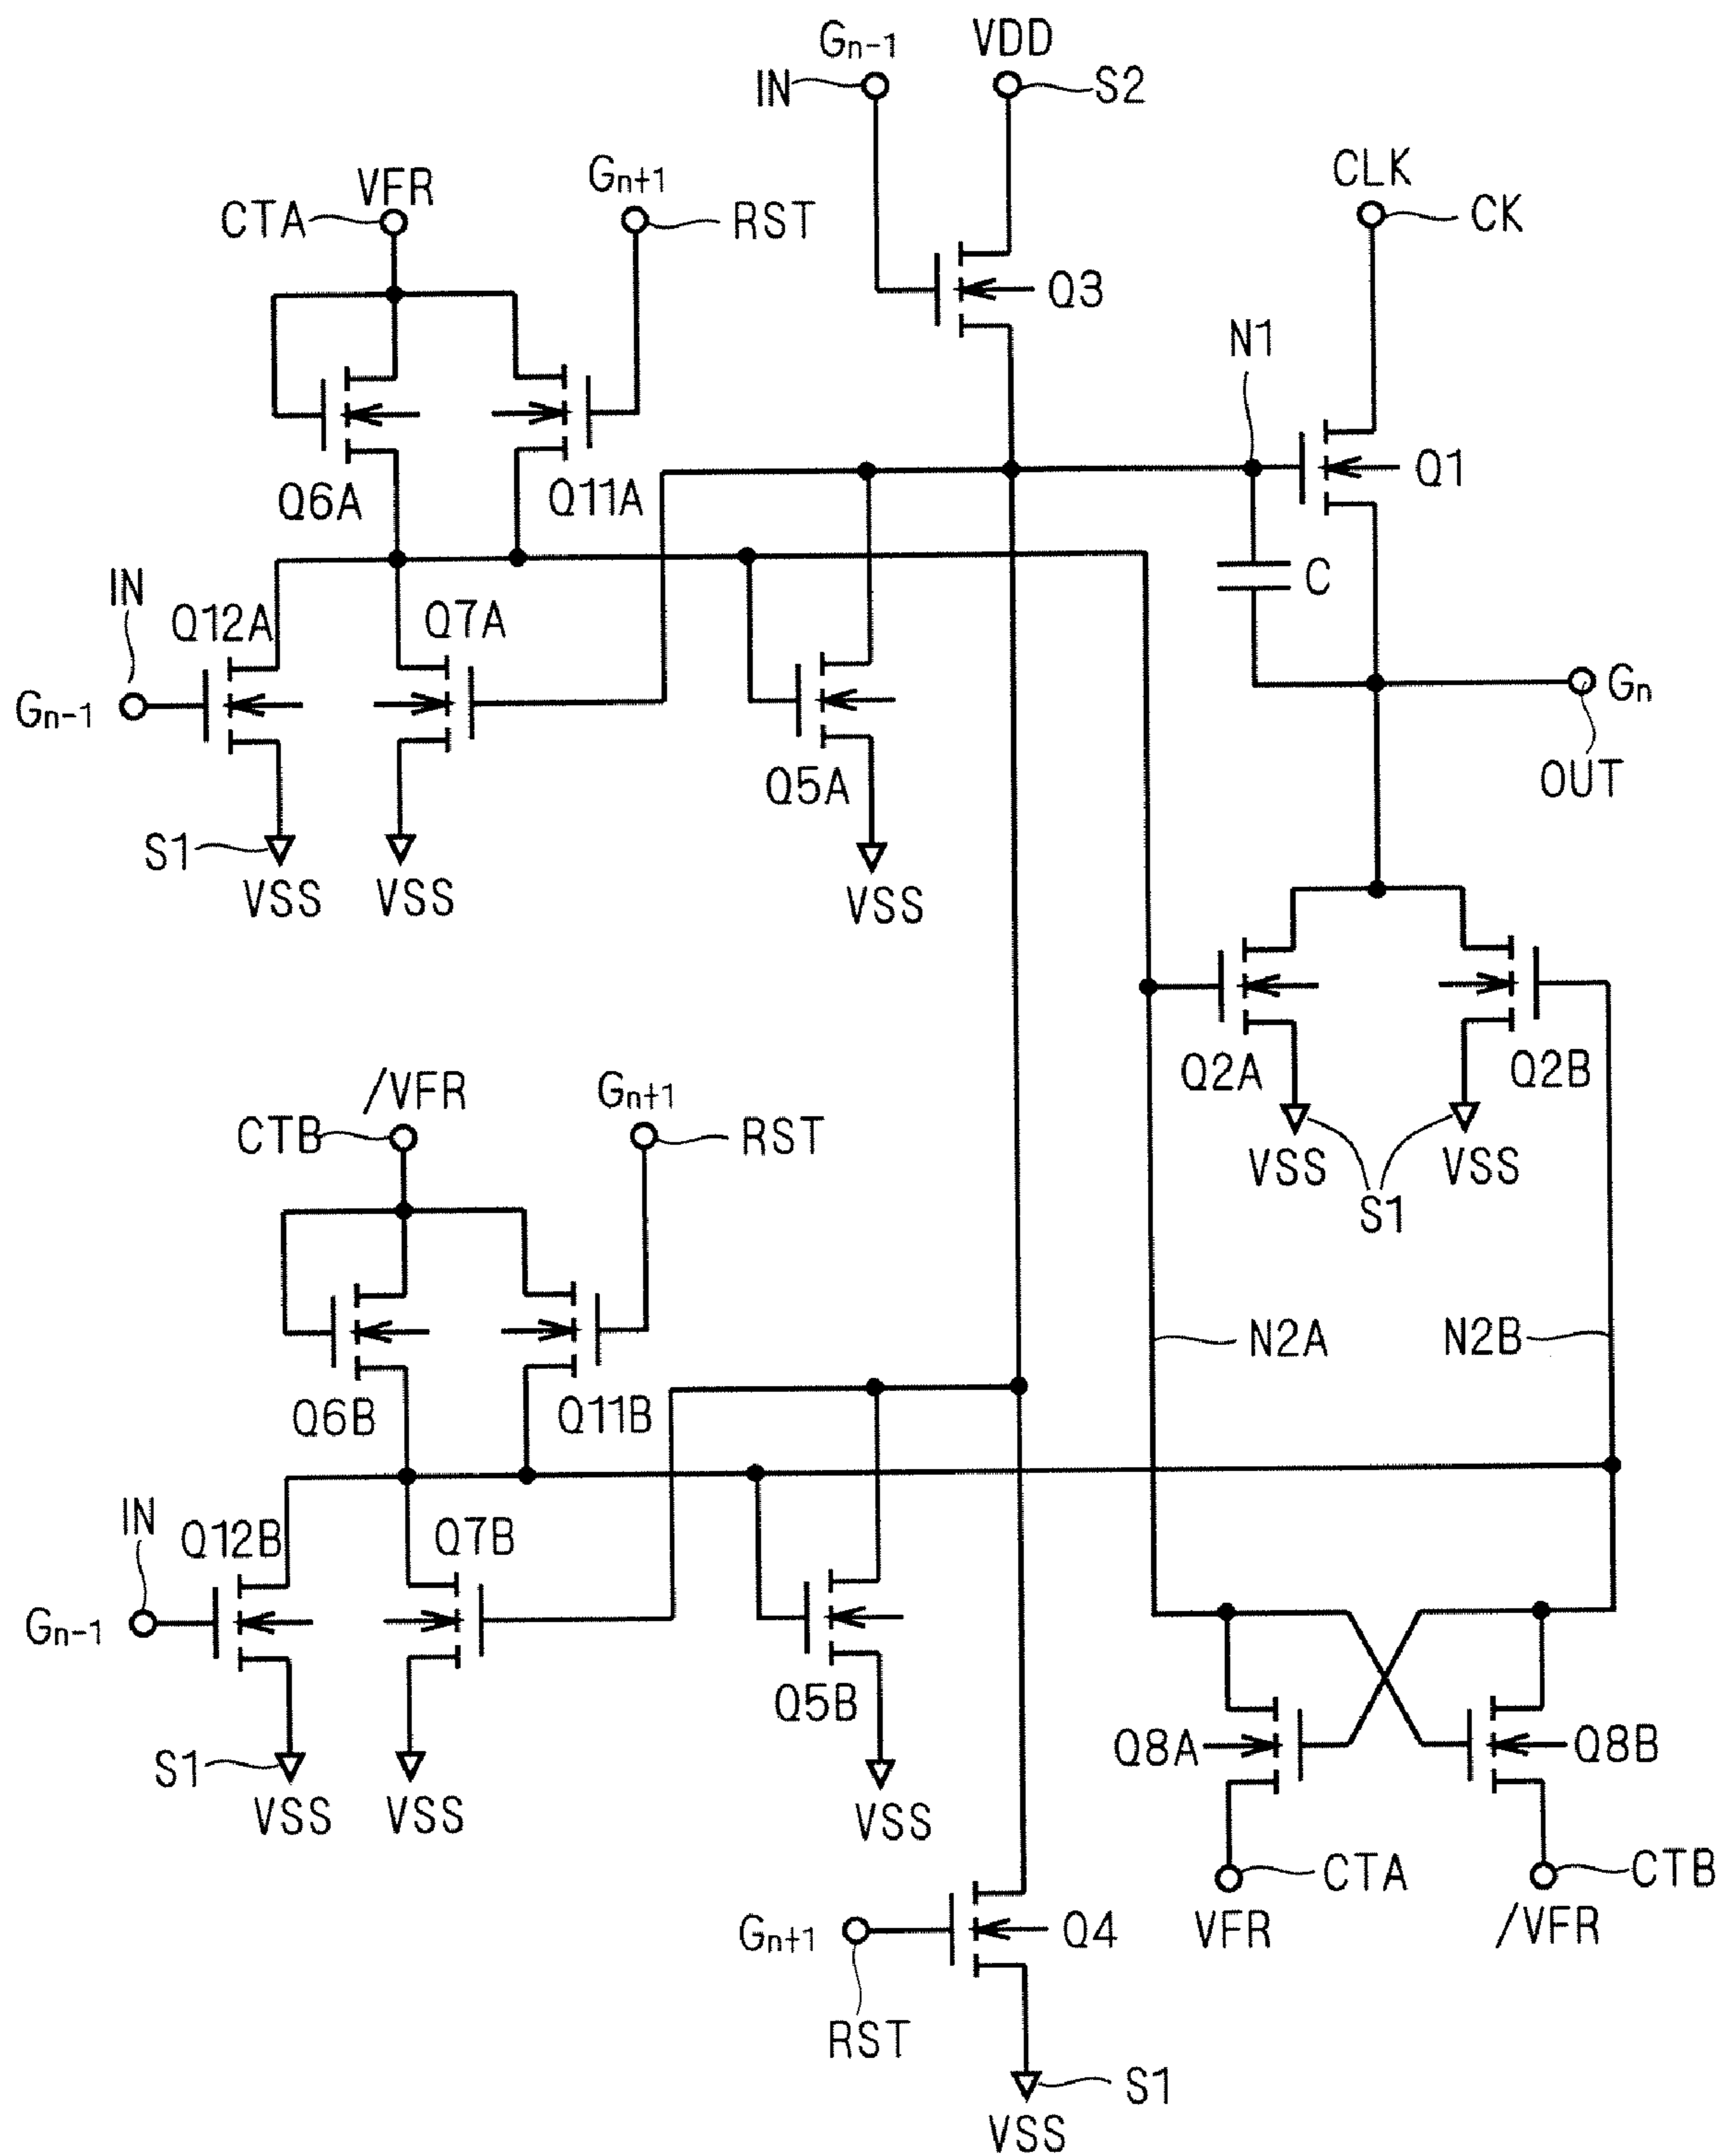 Gn-1 VDD
IN S2
CLK
CK
VFR Gn+1
CTA RST
Q3
N1
Q1
Q6A Q11A
C
IN
Q12A Q7A
Gn-1
Gn
Q5A OUT
S1
VSS VSS VSS
Q2A Q2B
/VFR Gn+1
CTB RST
VSS VSS
S1
N2A N2B
Q6B Q11B
IN
Q12B Q7B
Gn-1
Q5B
Q8A Q8B
S1
VSS VSS VSS
CTA CTB
Gn+1 Q4 VFR /VFR
RST
S1
VSS